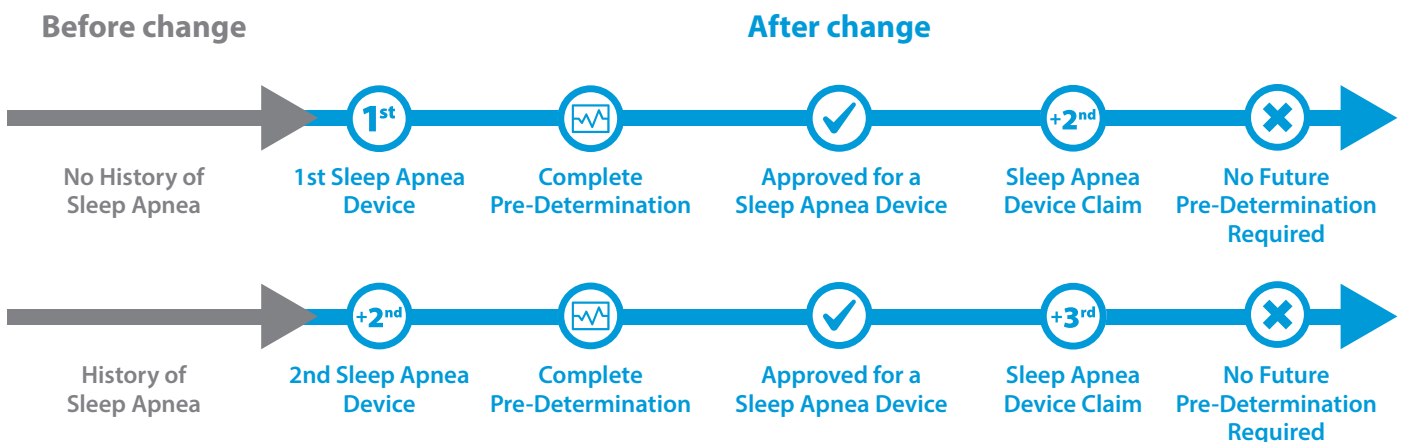 Before change
After change
1st
+2nd
No History of
Sleep Apnea
1st Sleep Apnea
Device
Complete
Pre-Determination
Approved for a
Sleep Apnea Device
Sleep Apnea
Device Claim
No Future
Pre-Determination
Required
+2nd
+3rd
History of
Sleep Apnea
2nd Sleep Apnea
Device
Complete
Pre-Determination
Approved for a
Sleep Apnea Device
Sleep Apnea
Device Claim
No Future
Pre-Determination
Required